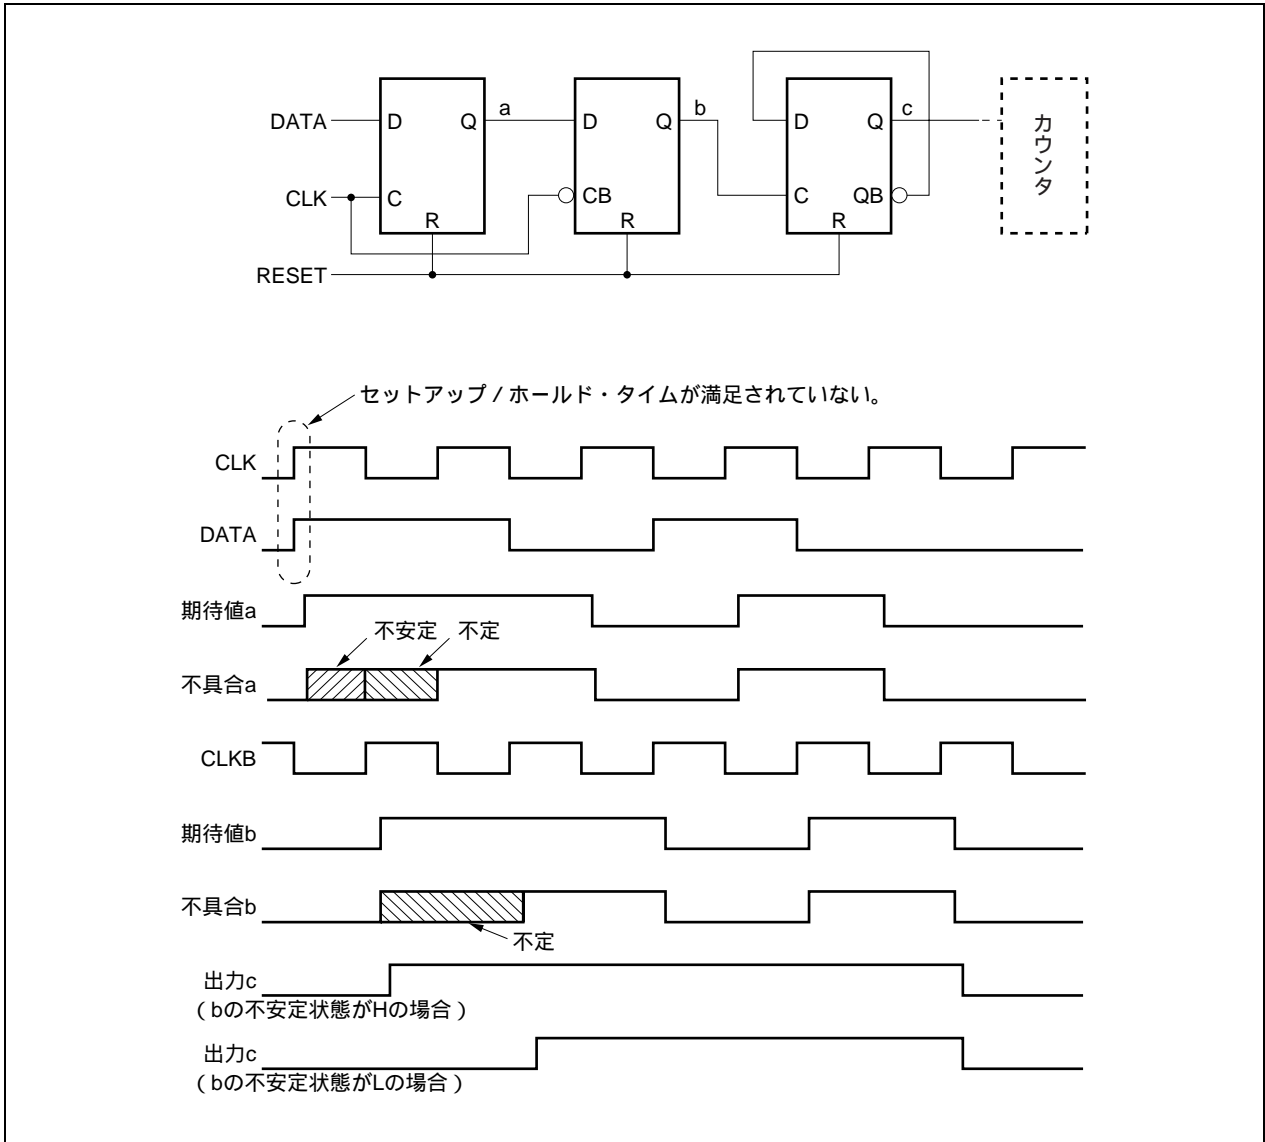 DATA
D
Q
a
D
Q
b
D
Q
c
カウンタ
CLK
C
CB
C
QB
R
R
R
RESET
セットアップ / ホールド・タイムが満足されていない。
CLK
DATA
期待値a
不安定
不定
不具合a
CLKB
期待値b
不具合b
不定
出力c
( bの不安定状態がHの場合 )
出力c
( bの不安定状態がLの場合 )